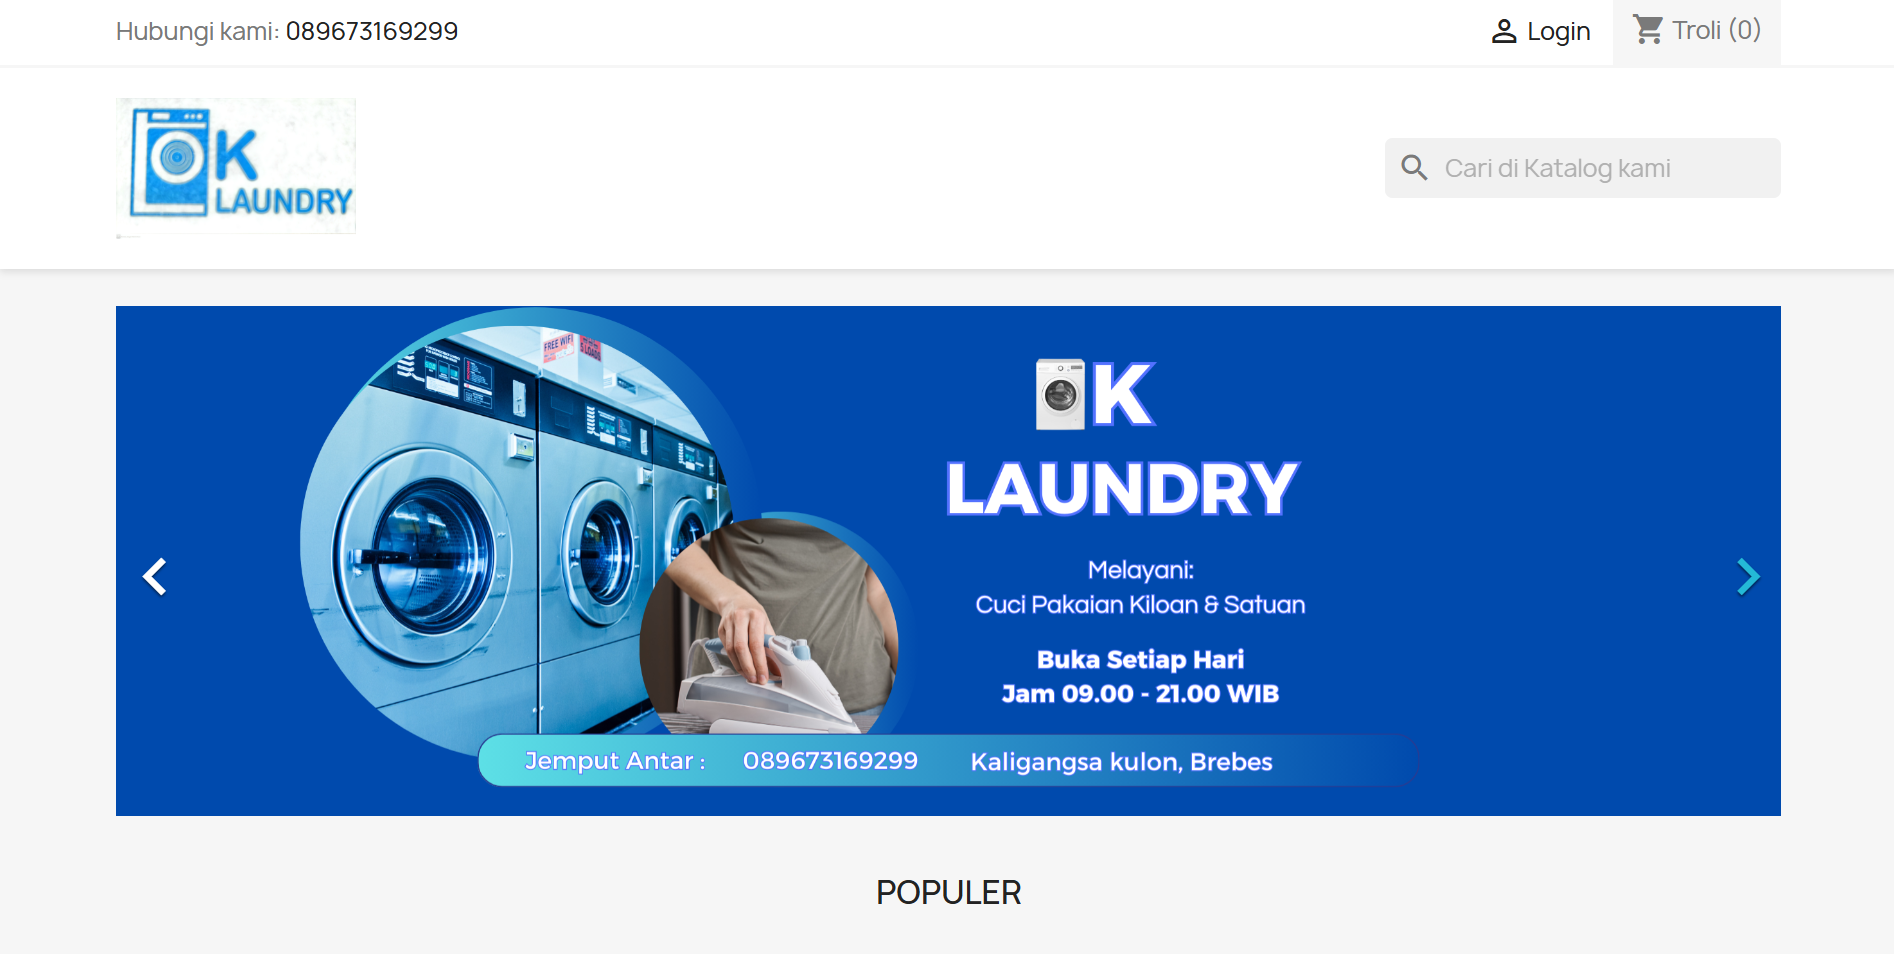 Hubungi kami: 089673169299
Login
Troli (0)
OK
LAUNDRY
Cari di Katalog kami
FREE WIFI
K
LAUNDRY
Melayani:
Cuci Pakaian Kiloan & Satuan
Buka Setiap Hari
Jam 09.00 - 21.00 WIB
Jemput Antar : 089673169299 Kaligangsa kulon, Brebes
POPULER